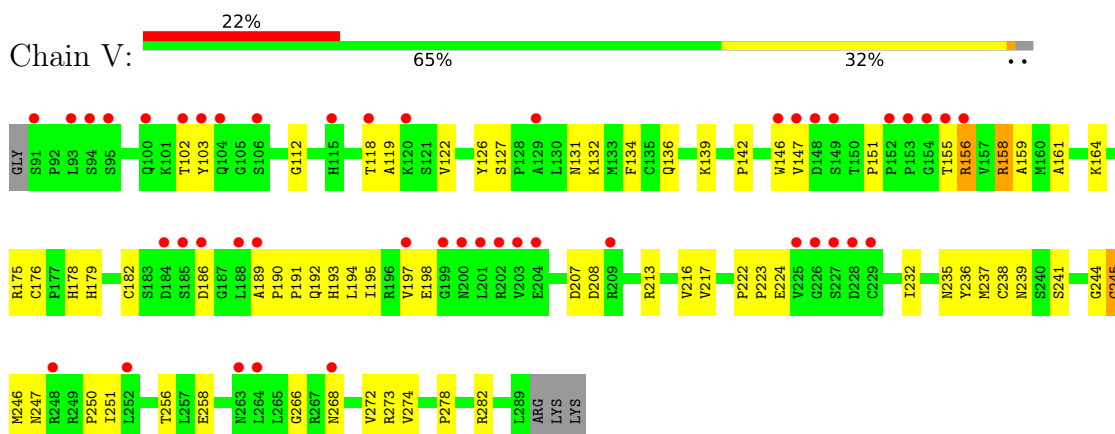 22%
Chain V:
65% 32% • •
GLY S91 P92 L93 S94 S95 Q100 K101 T102 Y103 Q104 G105 S106 G112 H115 T118 A119 K120 S121 V122 Y126 S127 P128 A129 L130 N131 K132 M133 F134 C135 Q136 K139 P142 W146 V147 D148 S149 T150 P151 P152 P153 G154 T155 R156 V157 R158 A159 M160 A161 K164
R175 C176 P177 H178 H179 C182 S183 D184 S185 D186 G187 L188 A189 P190 P191 Q192 H193 L194 I195 R196 V197 E198 G199 N200 L201 R202 V203 E204 D207 D208 R209 R213 V216 V217 P222 P223 E224 V225 G226 S227 D228 C229 I232 N235 Y236 M237 C238 N239 S240 S241 G244 G245
M246 N247 R248 R249 P250 I251 L252 T256 L257 E258 N263 L264 L265 G266 R267 N268 V272 R273 V274 P278 R282 L289 ARG LYS LYS